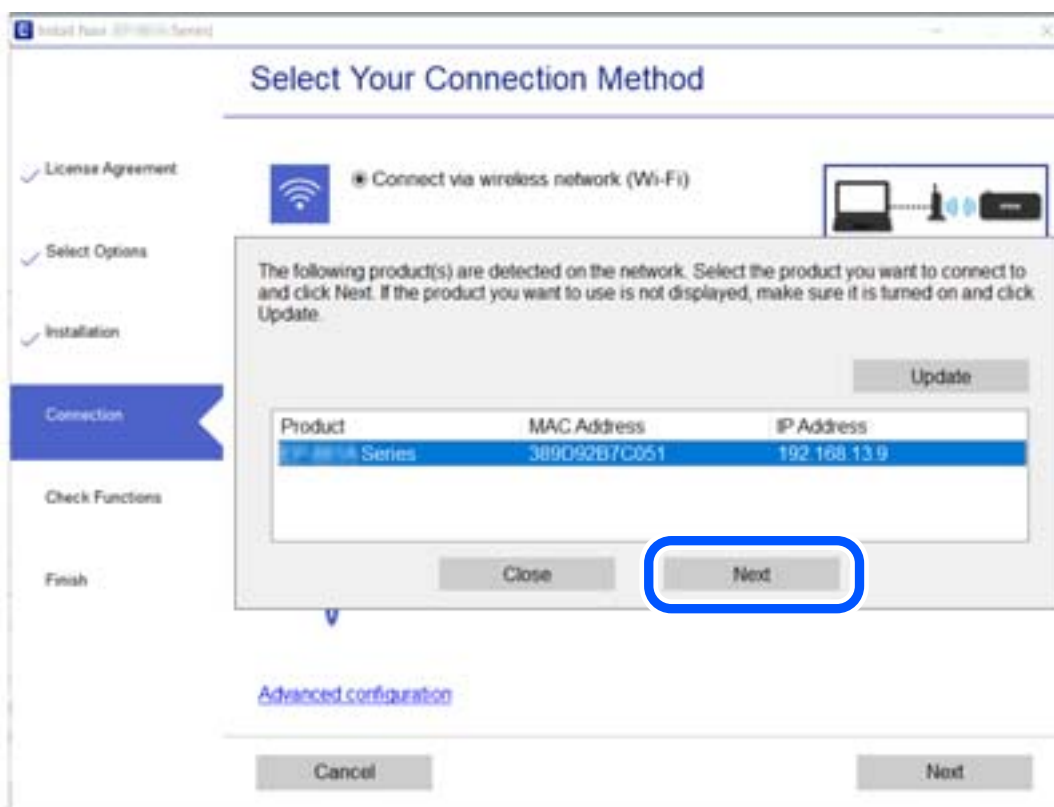 Series
Select Your Connection Method
License Agreement
Select Options
Installation
Connection
Check Functions
Finish
Connect via wireless network (Wi-Fi)
The following product(s) are detected on the network. Select the product you want to connect to
and click Next. If the product you want to use is not displayed, make sure it is turned on and click
Update.
Update
Product MAC Address IP Address
Series 389D92B7C051 192.168.13.9
Close Next
Advanced configuration
Cancel Next